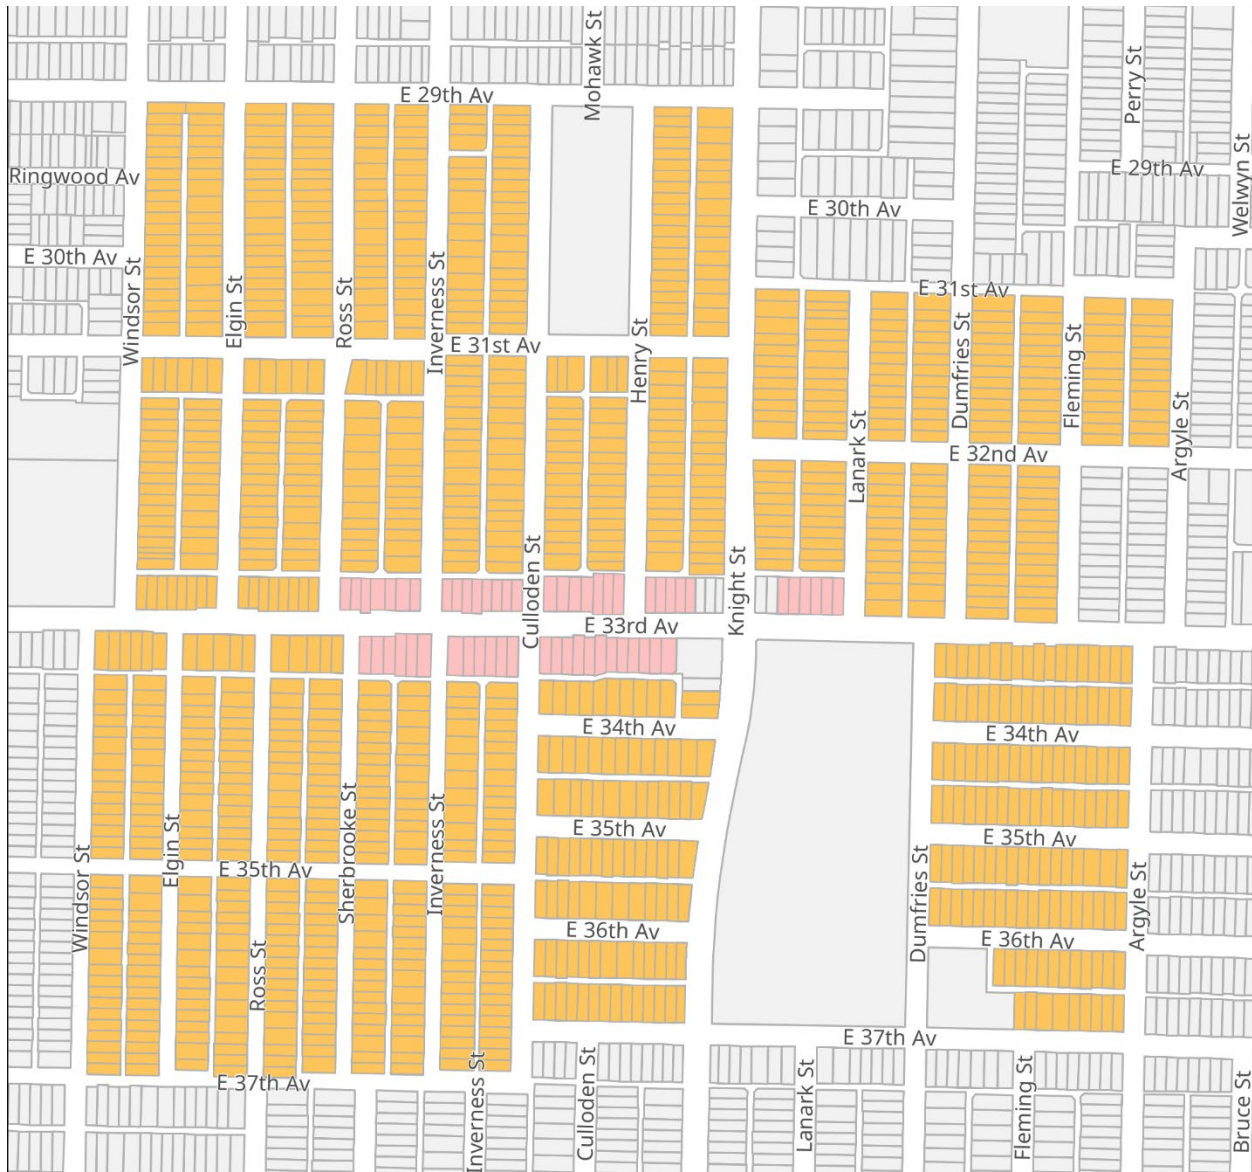 Mohawk St
E 29th Av
Perry St
E 29th Av
Ringwood Av
Welwyn St
E 30th Av
E 30th Av
Windsor St
Elgin St
Ross St
Inverness St
E 31st Av
Dumfries St
Fleming St
E 31st Av
Henry St
Argyle St
Lanark St
E 32nd Av
Culloden St
Knight St
E 33rd Av
E 34th Av
E 34th Av
Sherbrooke St
Inverness St
Elgin St
E 35th Av
E 35th Av
Windsor St
E 35th Av
Dumfries St
Argyle St
E 36th Av
E 36th Av
Ross St
E 37th Av
E 37th Av
Inverness St
Culloden St
Lanark St
Fleming St
Bruce St